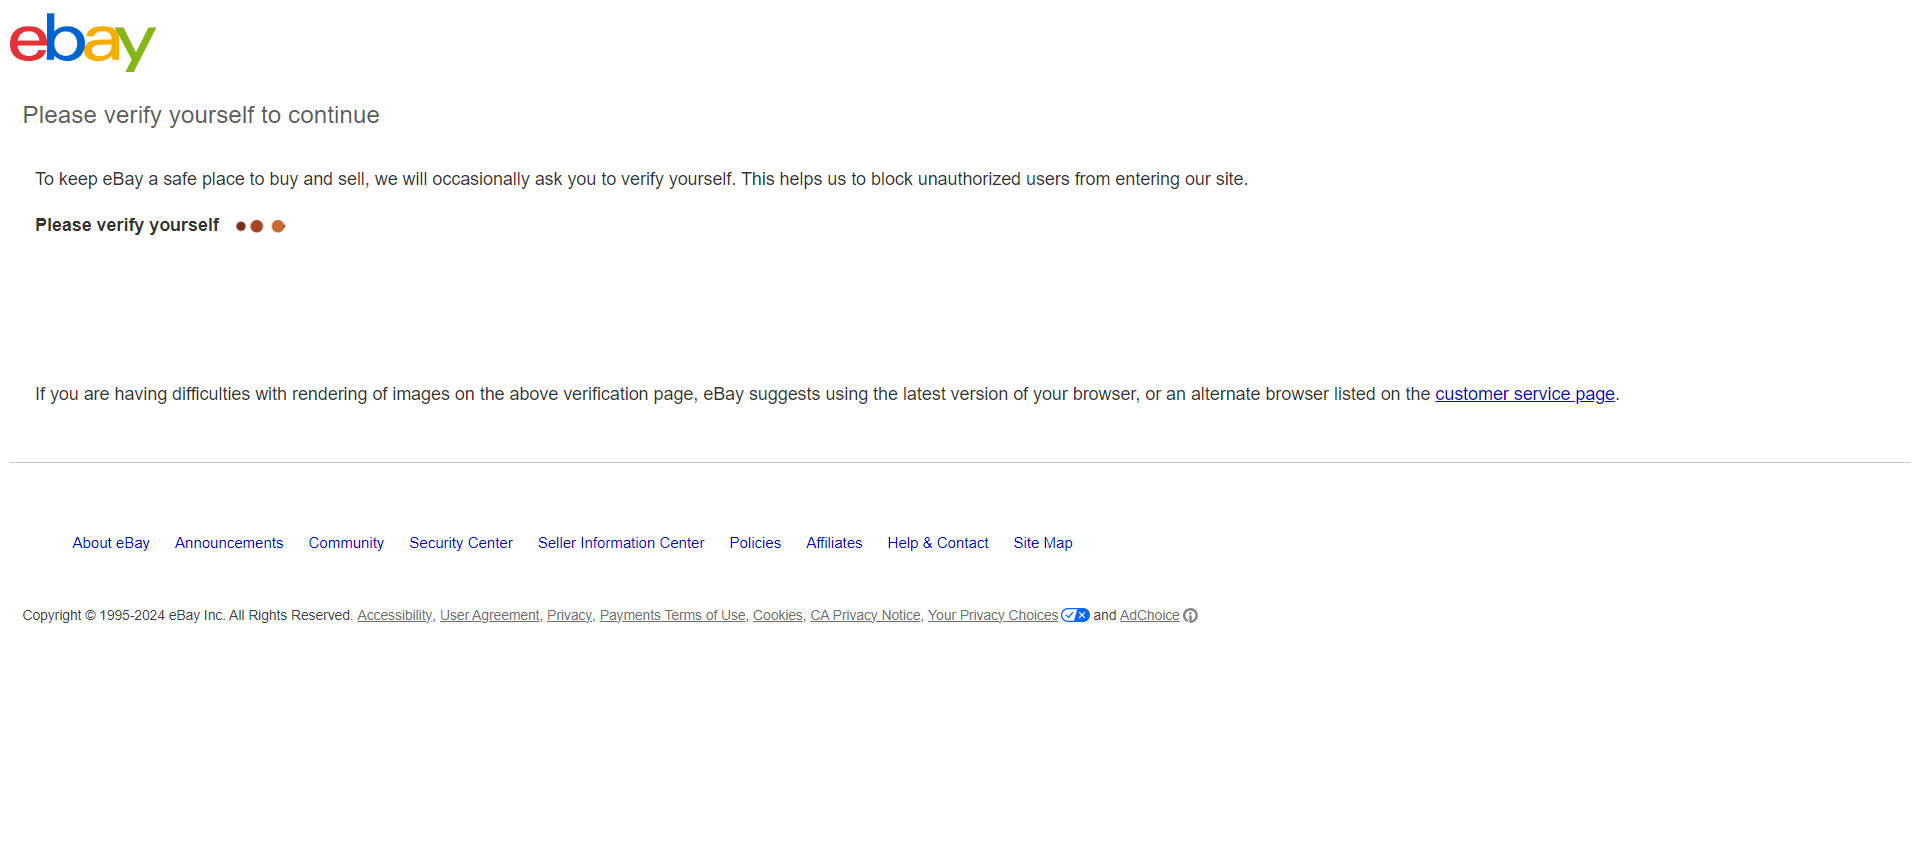 ebay
Please verify yourself to continue
To keep eBay a safe place to buy and sell, we will occasionally ask you to verify yourself. This helps us to block unauthorized users from entering our site.
Please verify yourself
If you are having difficulties with rendering of images on the above verification page, eBay suggests using the latest version of your browser, or an alternate browser listed on the customer service page.
About eBay Announcements Community Security Center Seller Information Center Policies Affiliates Help & Contact Site Map
Copyright © 1995-2024 eBay Inc. All Rights Reserved. Accessibility, User Agreement, Privacy, Payments Terms of Use, Cookies, CA Privacy Notice, Your Privacy Choices and AdChoice